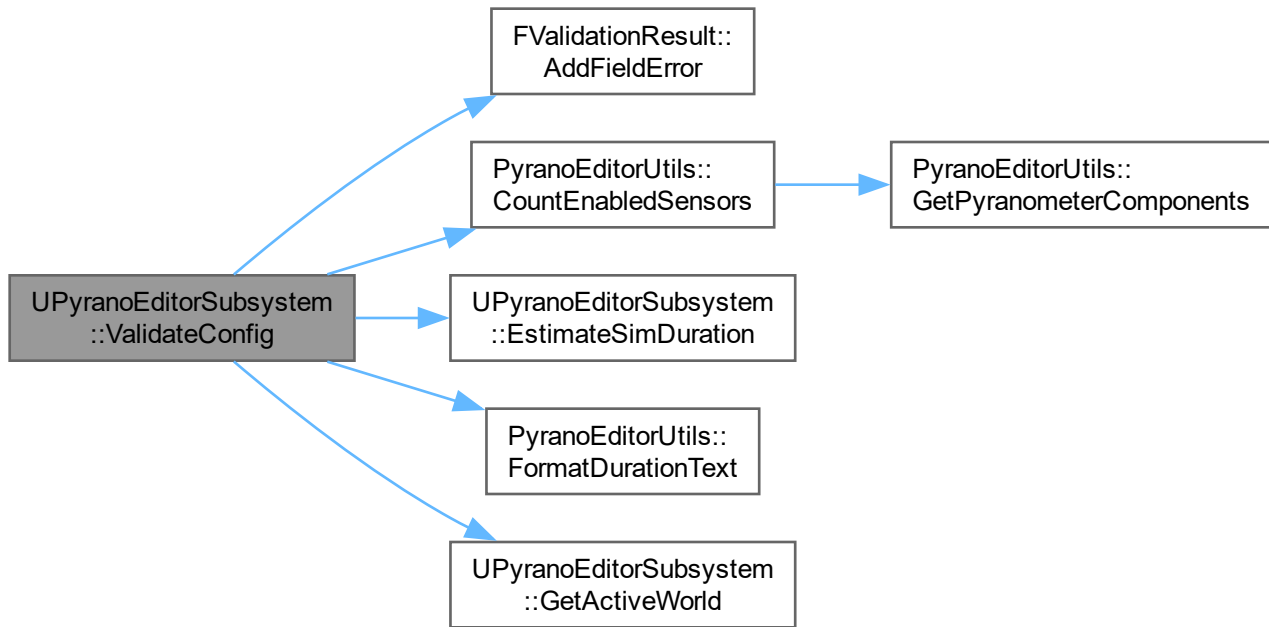 FValidationResult::
AddFieldError
PyranoEditorUtils::
CountEnabledSensors
PyranoEditorUtils::
GetPyranometerComponents
UPyranoEditorSubsystem
::ValidateConfig
UPyranoEditorSubsystem
::EstimateSimDuration
PyranoEditorUtils::
FormatDurationText
UPyranoEditorSubsystem
::GetActiveWorld